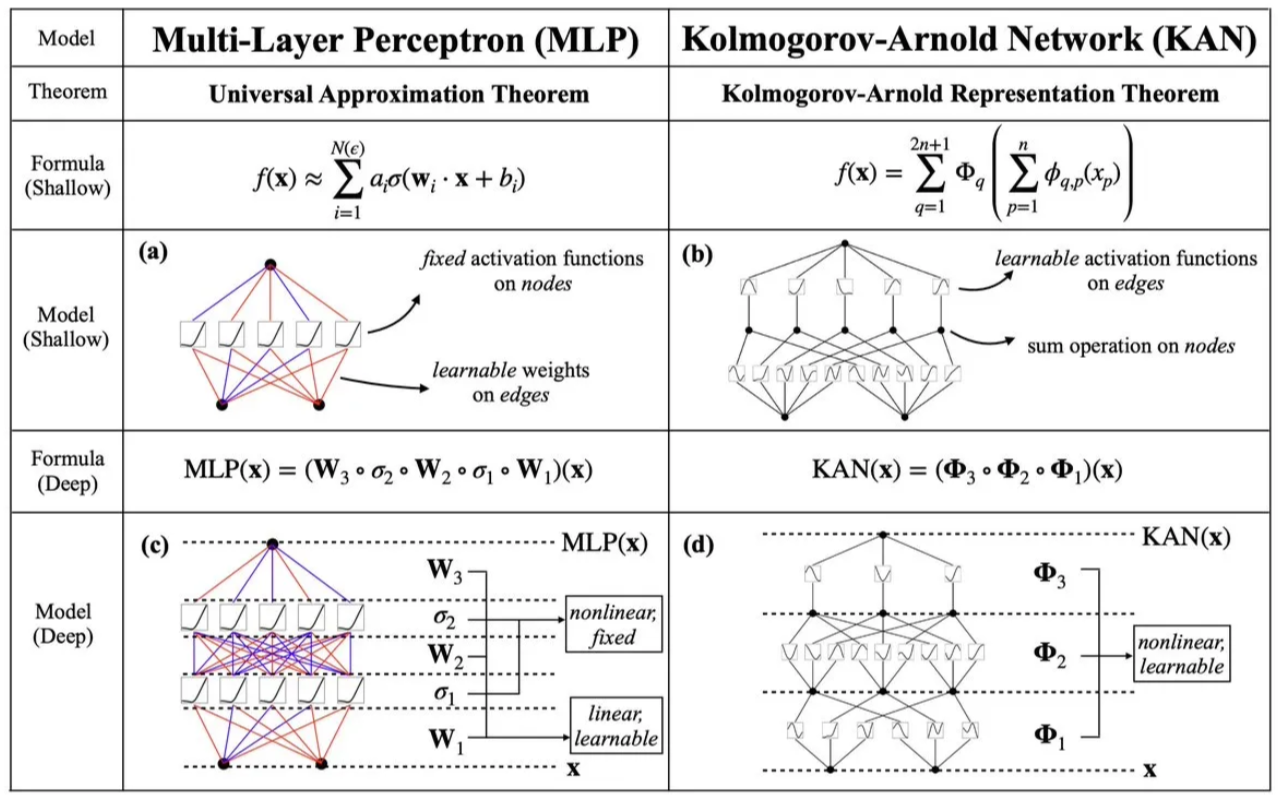 Model
Multi-Layer Perceptron (MLP)
Kolmogorov-Arnold Network (KAN)
Theorem
Universal Approximation Theorem
Kolmogorov-Arnold Representation Theorem
Formula
(Shallow)
f(x) ≈ ∑_{i=1}^{N(ϵ)} a_i σ(w_i · x + b_i)
f(x) = ∑_{q=1}^{2n+1} Φ_q ( ∑_{p=1}^{n} ϕ_{q,p}(x_p) )
Model
(Shallow)
(a)
fixed activation functions
on nodes
learnable weights
on edges
(b)
learnable activation functions
on edges
sum operation on nodes
Formula
(Deep)
MLP(x) = (W_3 ∘ σ_2 ∘ W_2 ∘ σ_1 ∘ W_1)(x)
KAN(x) = (Φ_3 ∘ Φ_2 ∘ Φ_1)(x)
Model
(Deep)
(c)
MLP(x)
W_3
σ_2
nonlinear,
fixed
W_2
σ_1
linear,
learnable
W_1
x
(d)
KAN(x)
Φ_3
Φ_2
nonlinear,
learnable
Φ_1
x